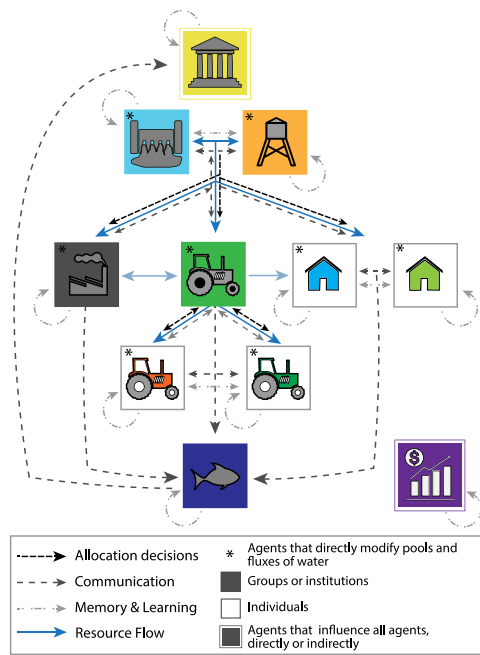 *
*
*
*
*
*
*
*
$
Allocation decisions
* Agents that directly modify pools and
fluxes of water
Communication
Groups or institutions
Memory & Learning
Individuals
Resource Flow
Agents that influence all agents,
directly or indirectly